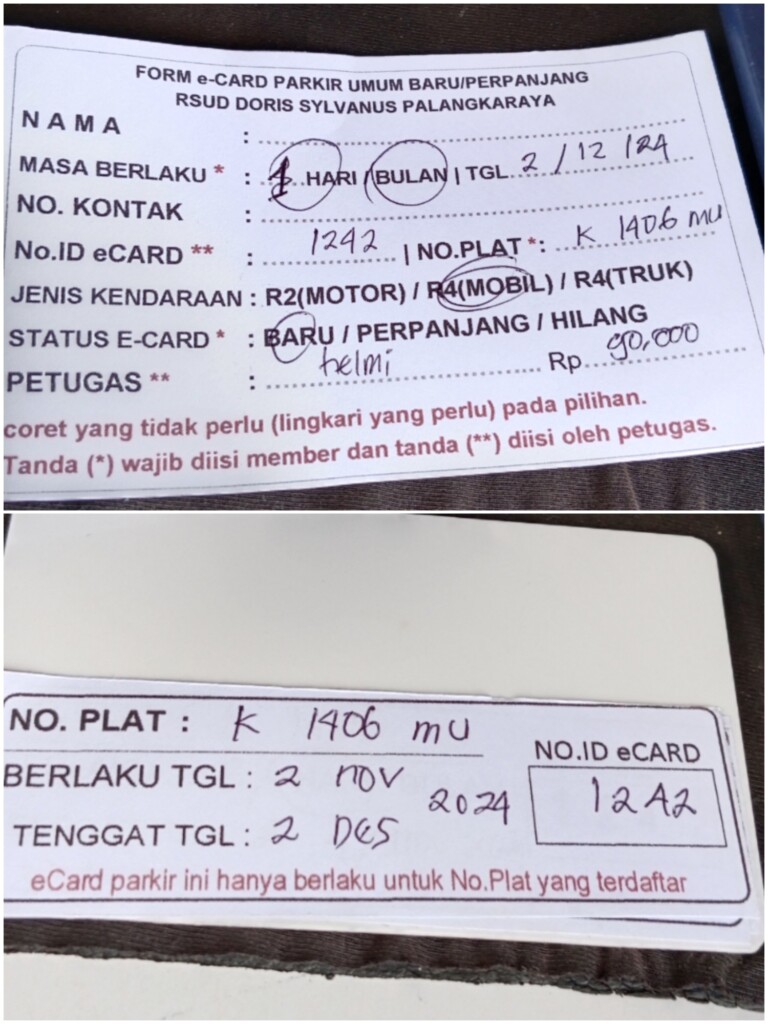 FORM e-CARD PARKIR UMUM BARU/PERPANJANG
RSUD DORIS SYLVANUS PALANGKARAYA
NAMA :
MASA BERLAKU * : 1 HARI / BULAN | TGL. 2 / 12 / 24
NO. KONTAK :
No.ID eCARD ** : 1242 | NO.PLAT *: K 1406 MU
JENIS KENDARAAN : R2(MOTOR) / R4(MOBIL) / R4(TRUK)
STATUS E-CARD * : BARU / PERPANJANG / HILANG
PETUGAS ** : helmi Rp. 90,000
coret yang tidak perlu (lingkari yang perlu) pada pilihan.
Tanda (*) wajib diisi member dan tanda (**) diisi oleh petugas.
NO. PLAT : K 1406 MU
BERLAKU TGL : 2 NOV
2024
TENGGAT TGL : 2 DES
NO.ID eCARD
1242
eCard parkir ini hanya berlaku untuk No.Plat yang terdaftar